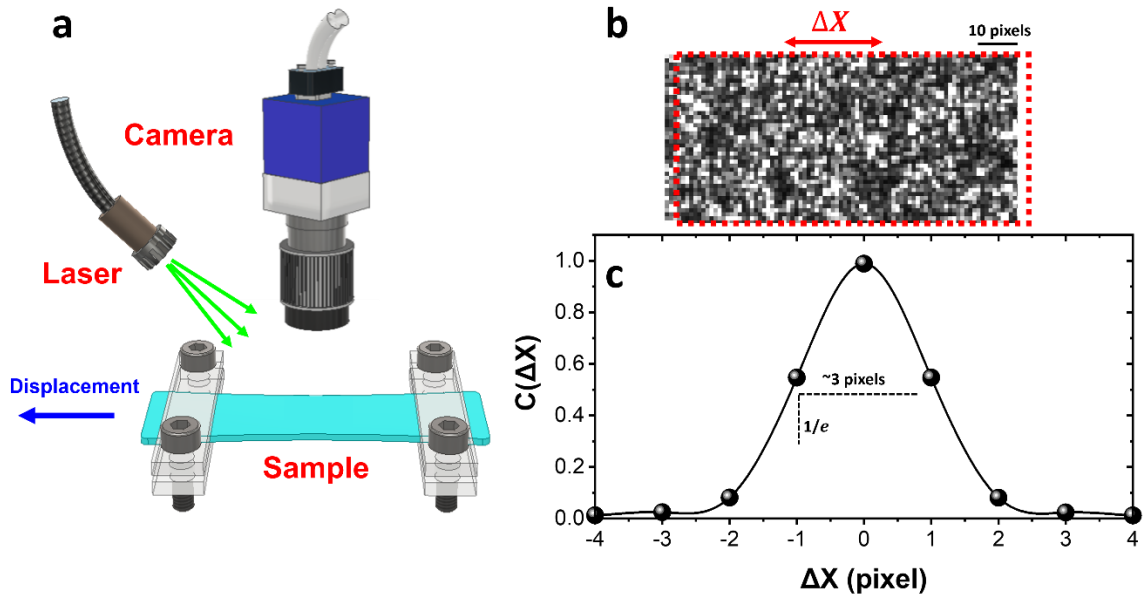 a
Camera
Laser
Displacement
Sample
b
ΔX
10 pixels
c
1.0
0.8
0.6
0.4
0.2
0.0
C(ΔX)
~3 pixels
1/e
-4 -3 -2 -1 0 1 2 3 4
ΔX (pixel)